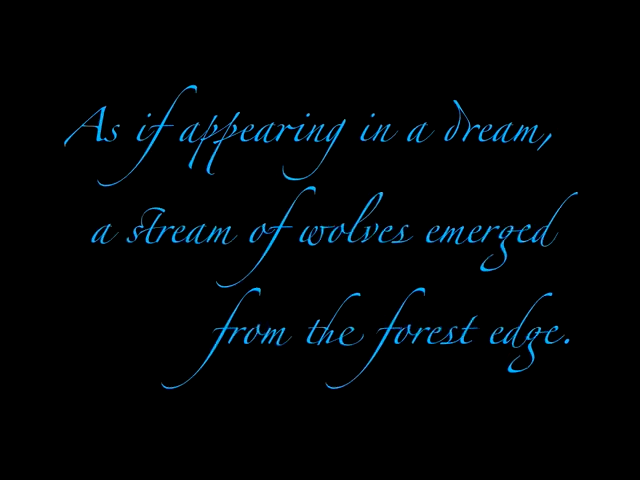 As if appearing in a dream,
a stream of wolves emerged
from the forest edge.